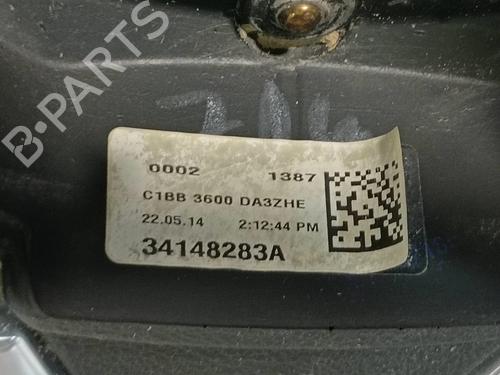 B-PARTS
0002 1387
C1BB 3600 DA3ZHE
22.05.14 2:12:44 PM
34148283A